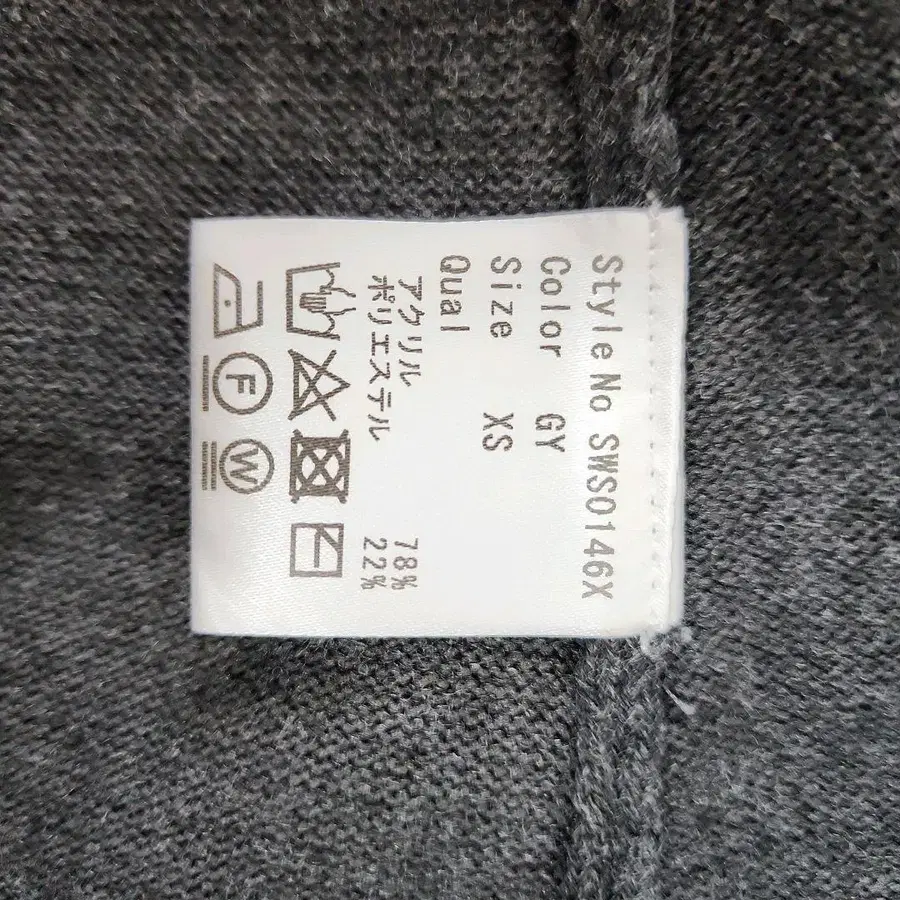 Style No SWS0146X
Color GY
Size XS
Qual
アクリル 78%
ポリエステル 22%
F
W